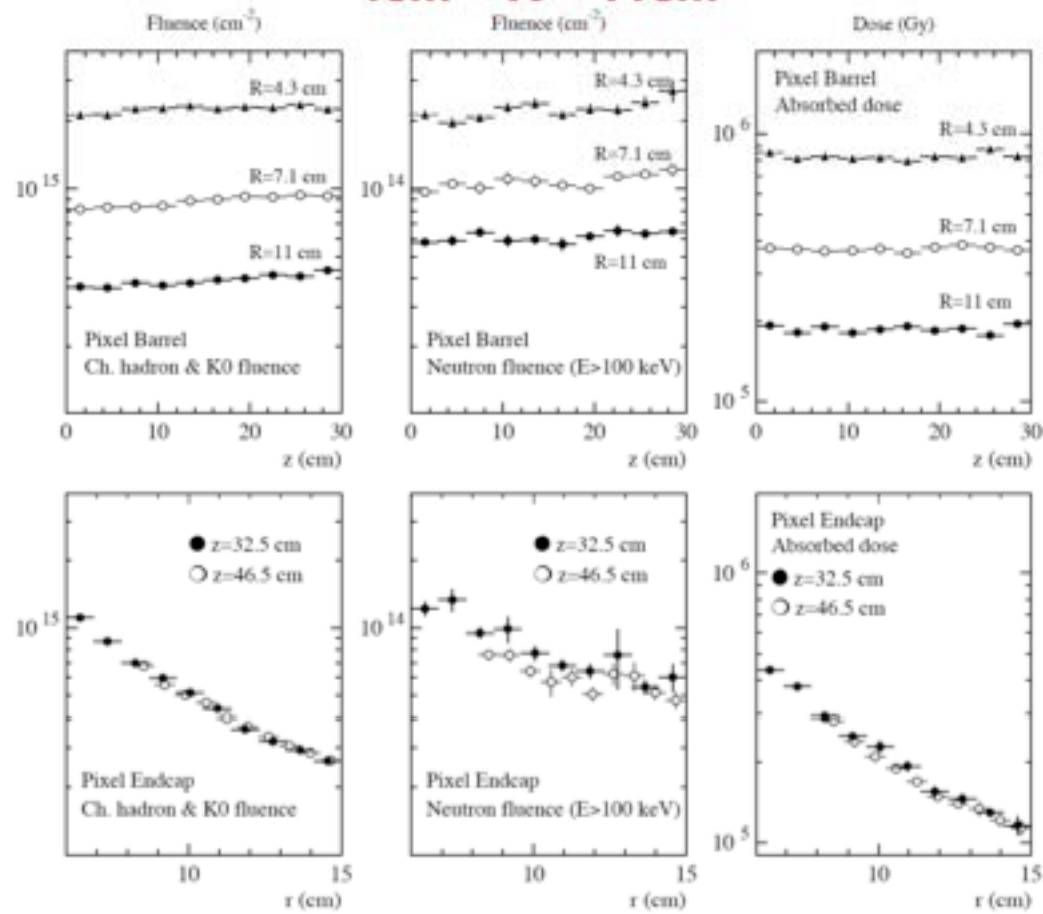 Fluence (cm⁻²)
Fluence (cm⁻²)
Dose (Gy)
R=4.3 cm
R=7.1 cm
R=11 cm
Pixel Barrel
Ch. hadron & K0 fluence
10¹⁵
0 10 20 30
z (cm)
R=4.3 cm
R=7.1 cm
R=11 cm
Pixel Barrel
Neutron fluence (E>100 keV)
10¹⁴
0 10 20 30
z (cm)
Pixel Barrel
Absorbed dose
R=4.3 cm
R=7.1 cm
R=11 cm
10⁶
10⁵
0 10 20 30
z (cm)
z=32.5 cm
z=46.5 cm
10¹⁵
Pixel Endcap
Ch. hadron & K0 fluence
10 15
r (cm)
z=32.5 cm
z=46.5 cm
10¹⁴
Pixel Endcap
Neutron fluence (E>100 keV)
10 15
r (cm)
Pixel Endcap
Absorbed dose
z=32.5 cm
z=46.5 cm
10⁶
10⁵
10 15
r (cm)